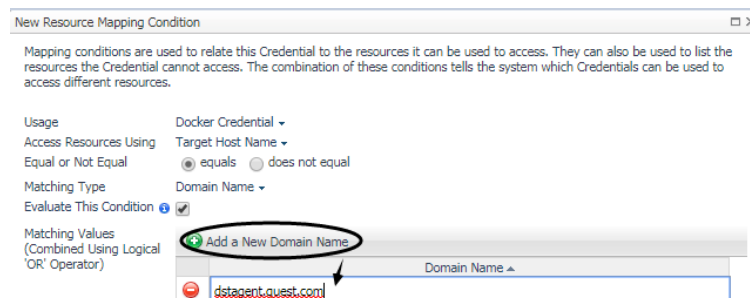 New Resource Mapping Condition
Mapping conditions are used to relate this Credential to the resources it can be used to access. They can also be used to list the
resources the Credential cannot access. The combination of these conditions tells the system which Credentials can be used to
access different resources.
Usage Docker Credential
Access Resources Using Target Host Name
Equal or Not Equal equals does not equal
Matching Type Domain Name
Evaluate This Condition
Matching Values
(Combined Using Logical
'OR' Operator)
Add a New Domain Name
Domain Name
dstagent.quest.com